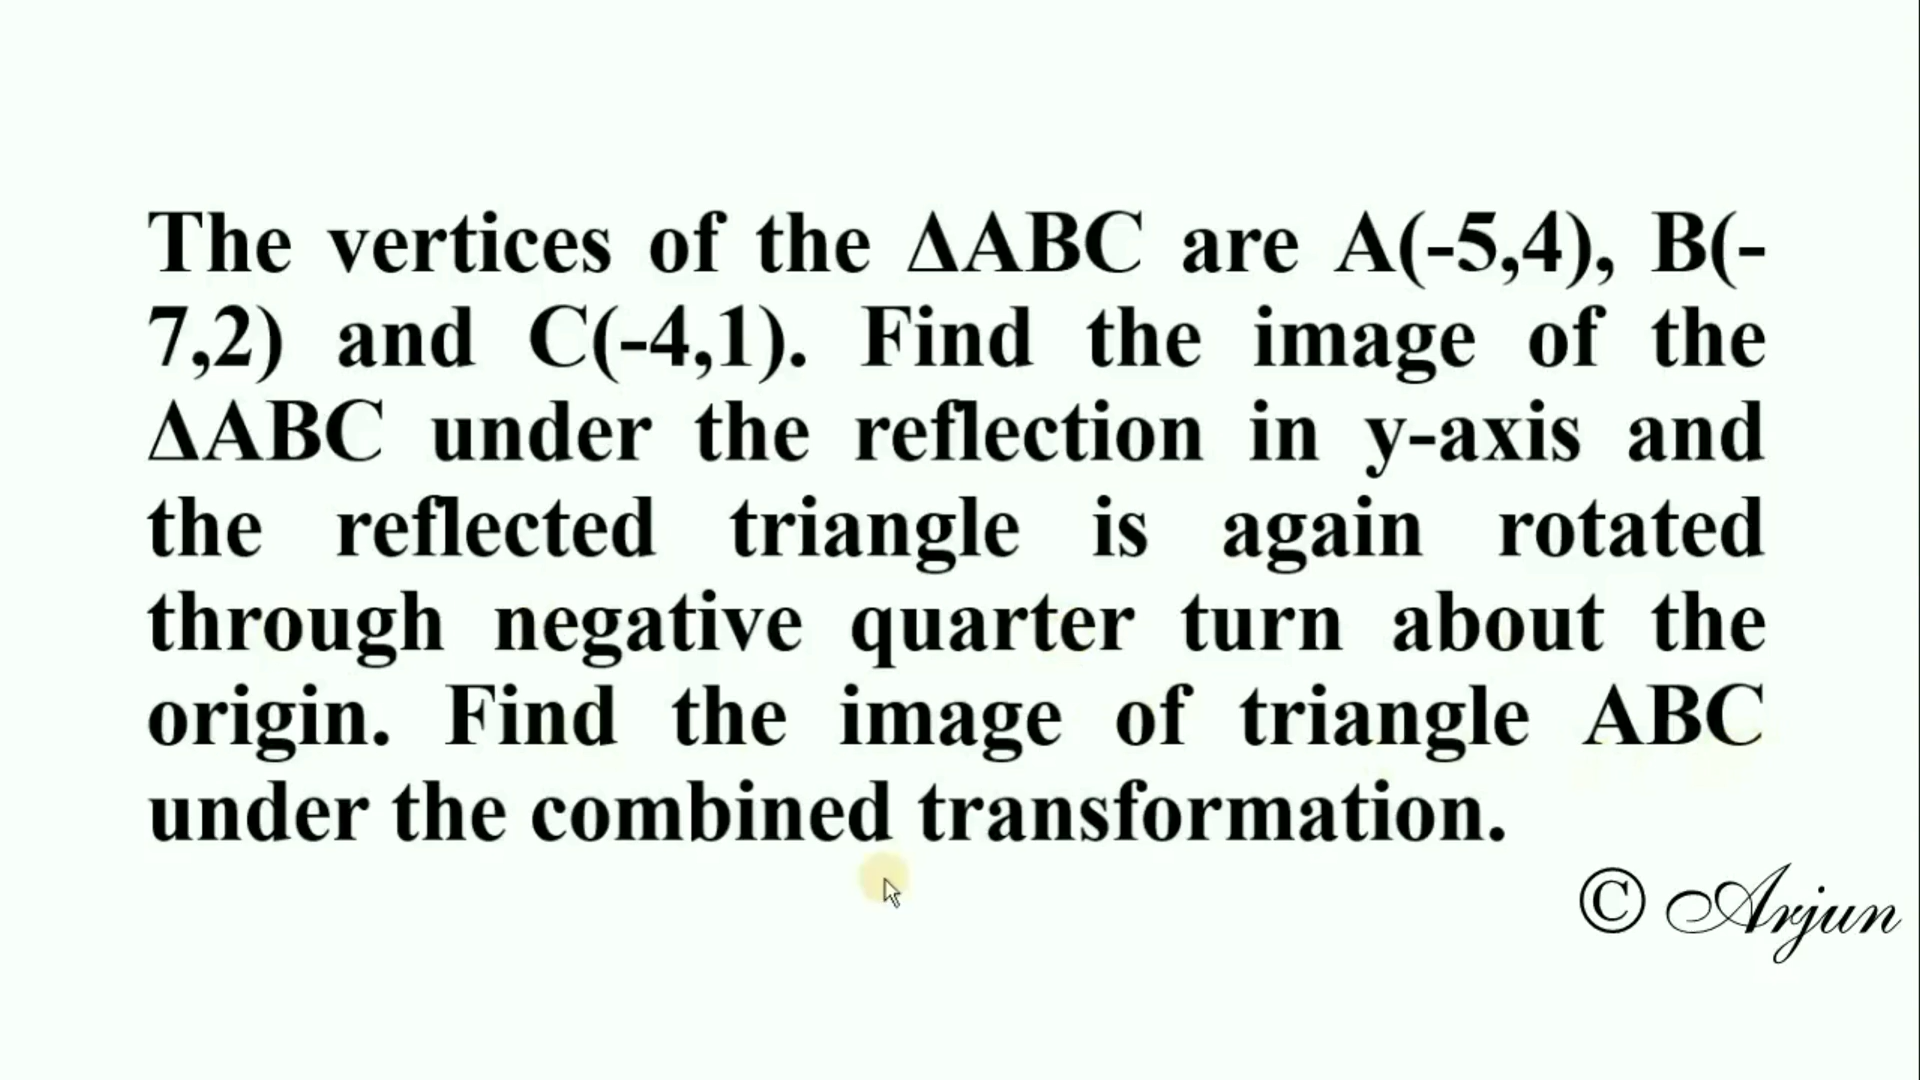 The vertices of the ΔABC are A(-5,4), B(-
7,2) and C(-4,1). Find the image of the
ΔABC under the reflection in y-axis and
the reflected triangle is again rotated
through negative quarter turn about the
origin. Find the image of triangle ABC
under the combined transformation.
© Arjun